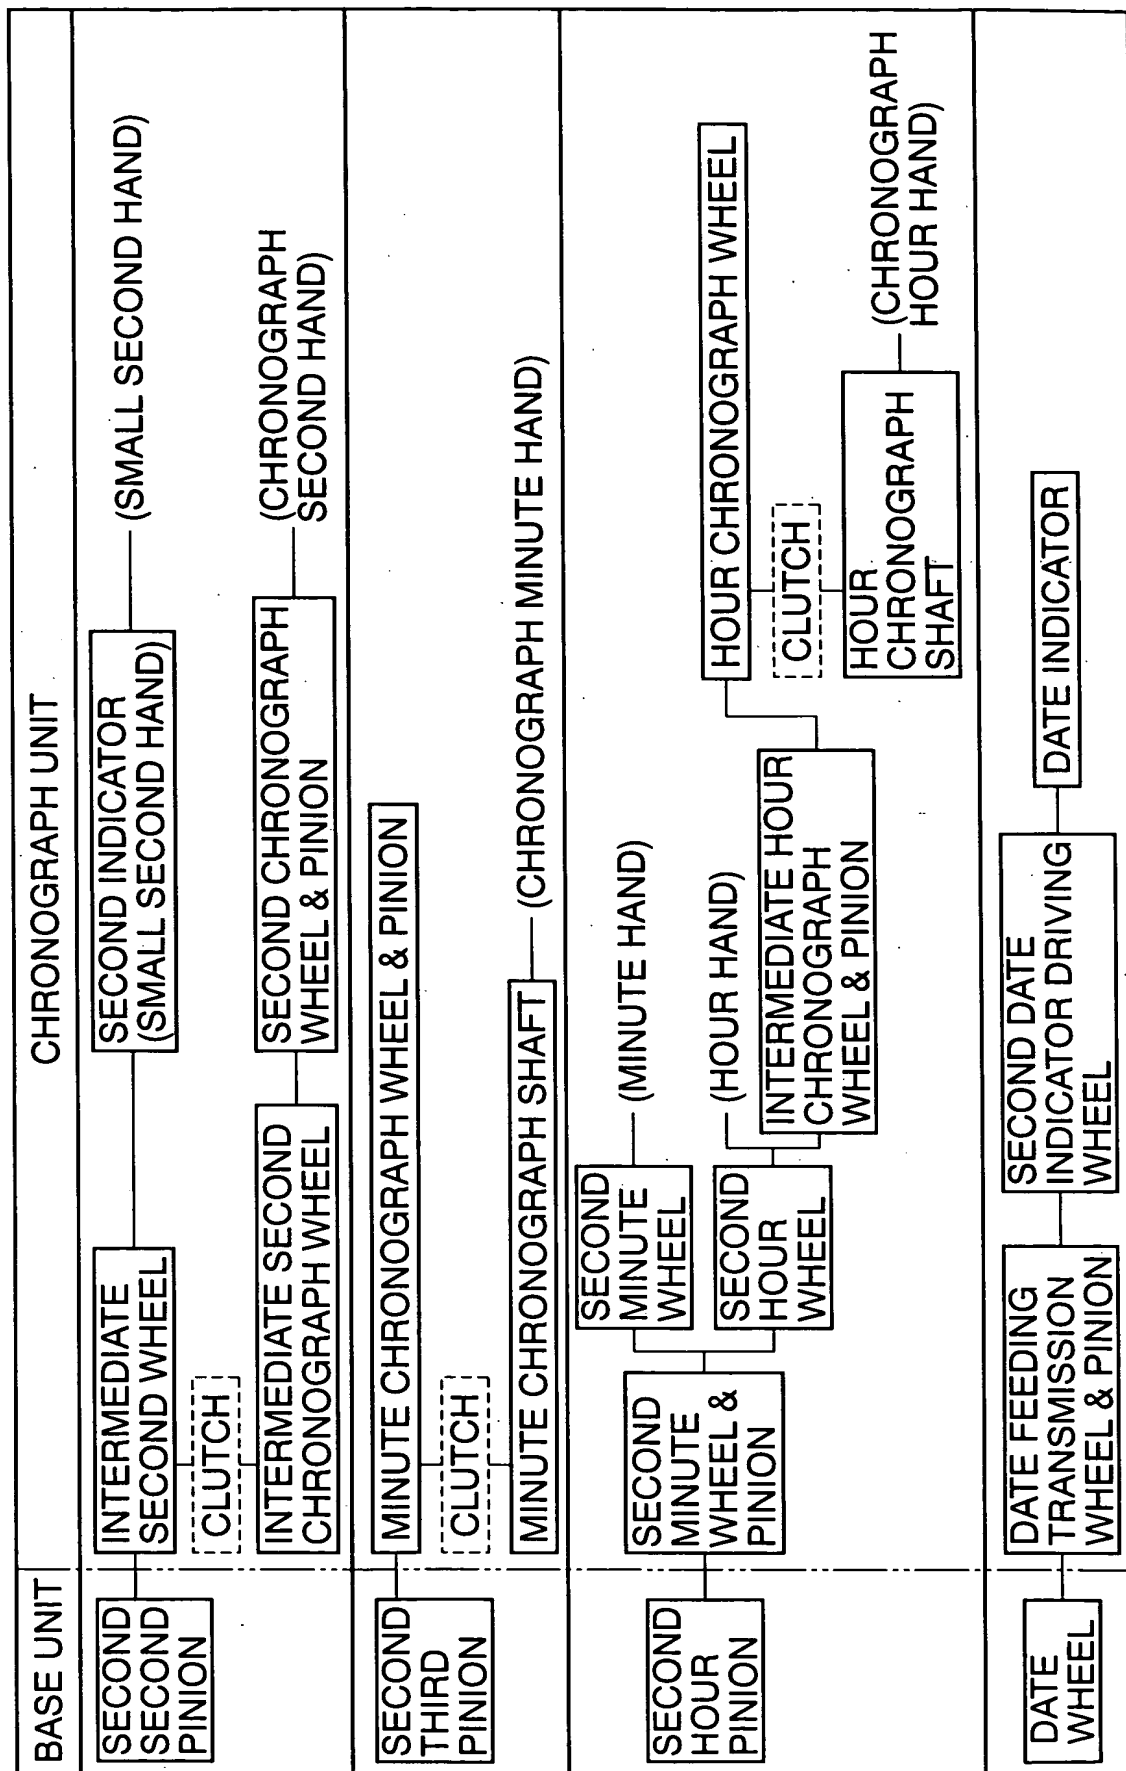 BASE UNIT
CHRONOGRAPH UNIT
SECOND
SECOND
PINION
INTERMEDIATE
SECOND WHEEL
SECOND INDICATOR
(SMALL SECOND HAND)
(SMALL SECOND HAND)
CLUTCH
INTERMEDIATE SECOND
CHRONOGRAPH WHEEL
SECOND CHRONOGRAPH
WHEEL & PINION
(CHRONOGRAPH
SECOND HAND)
SECOND
THIRD
PINION
MINUTE CHRONOGRAPH WHEEL & PINION
CLUTCH
MINUTE CHRONOGRAPH SHAFT
(CHRONOGRAPH MINUTE HAND)
SECOND
HOUR
PINION
SECOND
MINUTE
WHEEL &
PINION
SECOND
MINUTE
WHEEL
(MINUTE HAND)
SECOND
HOUR
WHEEL
(HOUR HAND)
INTERMEDIATE HOUR
CHRONOGRAPH
WHEEL & PINION
HOUR CHRONOGRAPH WHEEL
CLUTCH
HOUR
CHRONOGRAPH
SHAFT
(CHRONOGRAPH
HOUR HAND)
DATE
WHEEL
DATE FEEDING
TRANSMISSION
WHEEL & PINION
SECOND DATE
INDICATOR DRIVING
WHEEL
DATE INDICATOR